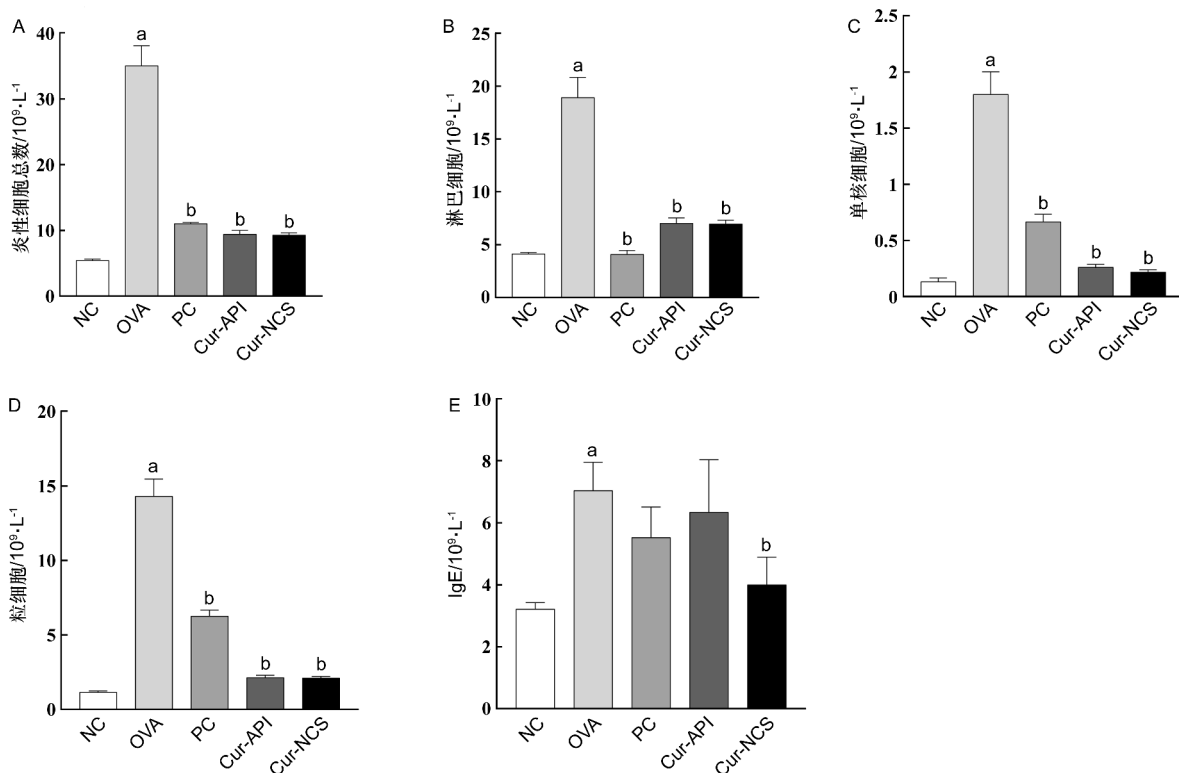 A
炎性细胞总数/10⁹·L⁻¹
40
30
20
10
0
a
b
b
b
NC
OVA
PC
Cur-API
Cur-NCS
B
淋巴细胞/10⁹·L⁻¹
25
20
15
10
5
0
a
b
b
b
NC
OVA
PC
Cur-API
Cur-NCS
C
单核细胞/10⁹·L⁻¹
2.5
2
1.5
1
0.5
0
a
b
b
b
NC
OVA
PC
Cur-API
Cur-NCS
D
粒细胞/10⁹·L⁻¹
20
15
10
5
0
a
b
b
b
NC
OVA
PC
Cur-API
Cur-NCS
E
IgE/10⁹·L⁻¹
10
8
6
4
2
0
a
b
NC
OVA
PC
Cur-API
Cur-NCS